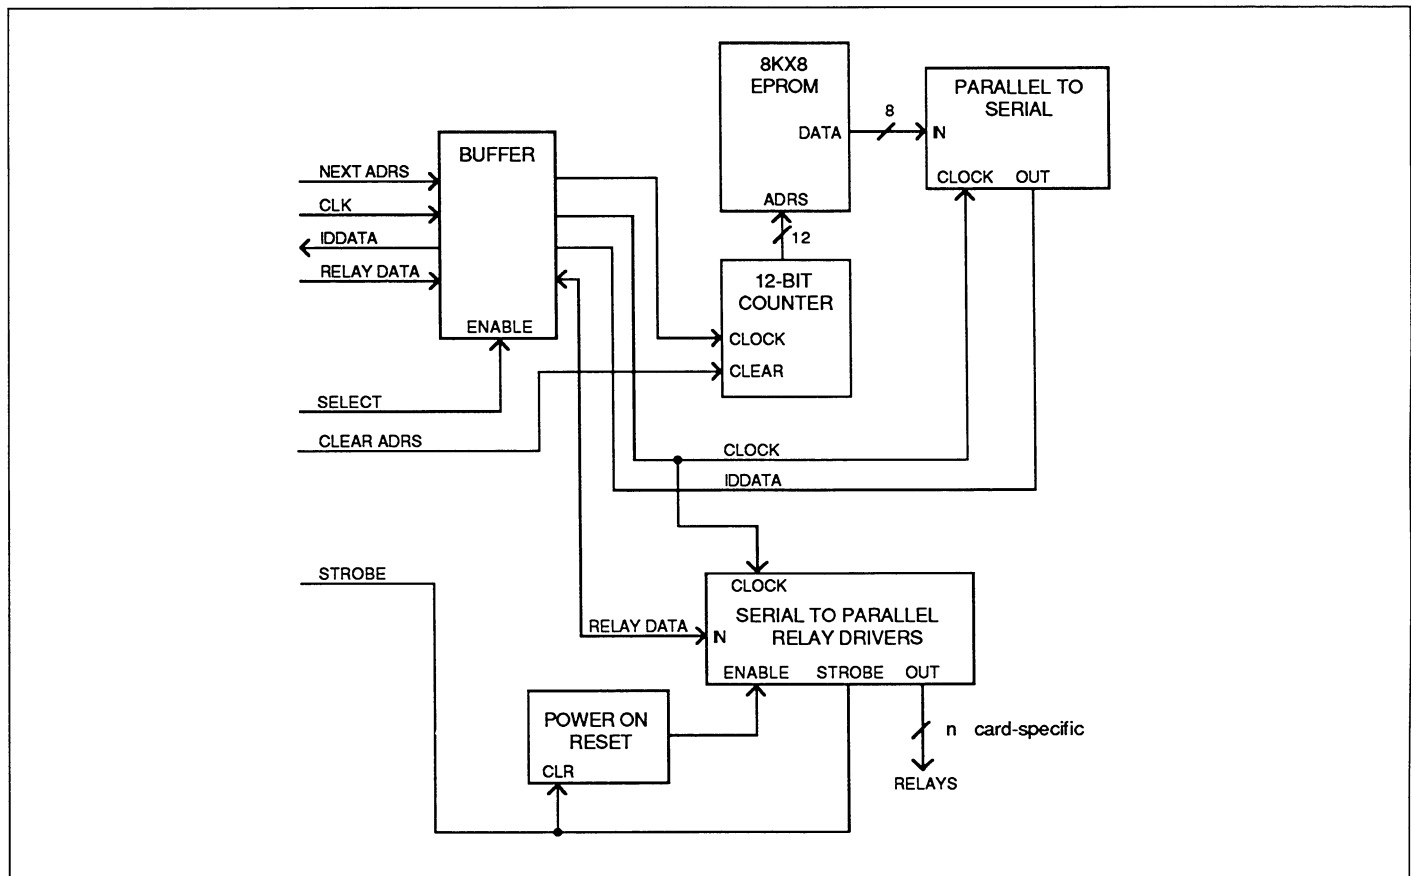 8KX8
EPROM
DATA
ADRS
8
PARALLEL TO
SERIAL
IN
CLOCK OUT
BUFFER
ENABLE
NEXT ADRS
CLK
IDDATA
RELAY DATA
12
12-BIT
COUNTER
CLOCK
CLEAR
SELECT
CLEAR ADRS
CLOCK
IDDATA
STROBE
CLOCK
SERIAL TO PARALLEL
RELAY DRIVERS
RELAY DATA
IN
ENABLE STROBE OUT
POWER ON
RESET
CLR
n card-specific
RELAYS